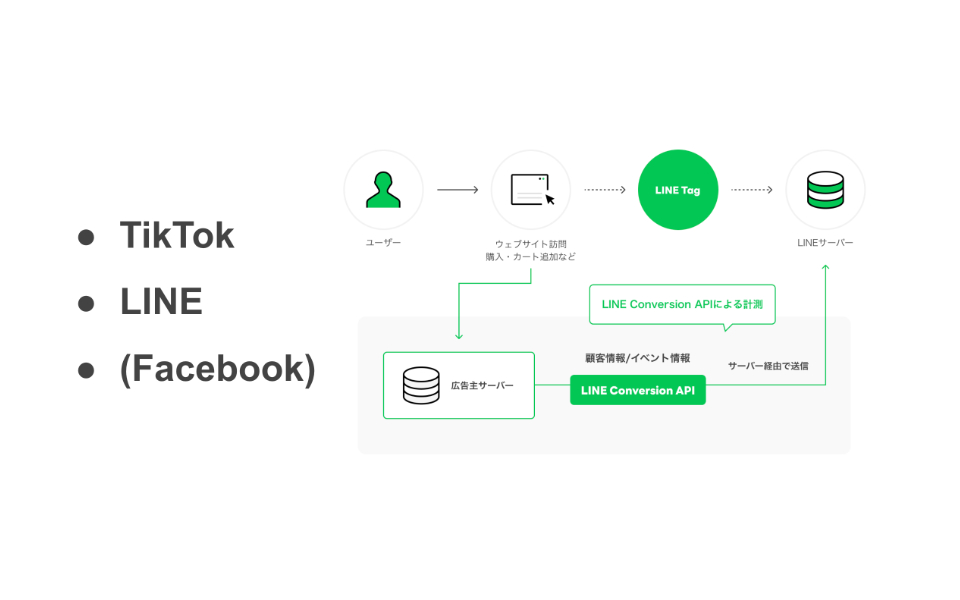 ● TikTok
● LINE
● (Facebook)
ユーザー
ウェブサイト訪問
購入・カート追加など
LINE Tag
LINEサーバー
LINE Conversion APIによる計測
広告主サーバー
顧客情報/イベント情報
LINE Conversion API
サーバー経由で送信